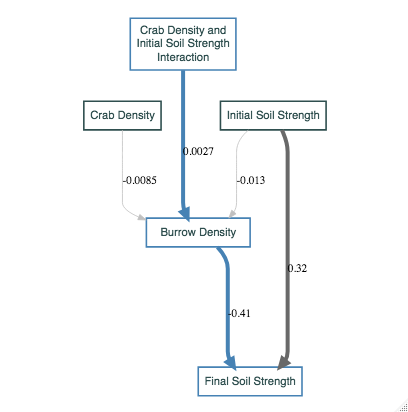 Crab Density and
Initial Soil Strength
Interaction
Crab Density
Initial Soil Strength
0.0027
-0.0085
-0.013
Burrow Density
0.32
-0.41
Final Soil Strength